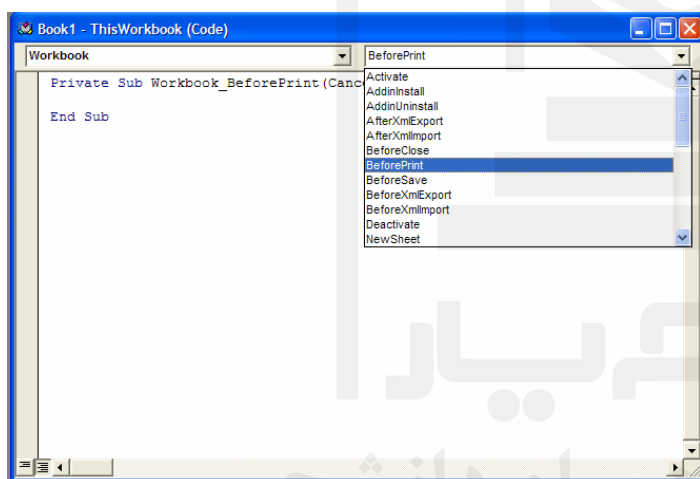 Book1 - ThisWorkbook (Code)
Workbook
BeforePrint
Private Sub Workbook_BeforePrint(Canc
End Sub
Activate
AddinInstall
AddinUninstall
AfterXmlExport
AfterXmlImport
BeforeClose
BeforePrint
BeforeSave
BeforeXmlExport
BeforeXmlImport
Deactivate
NewSheet